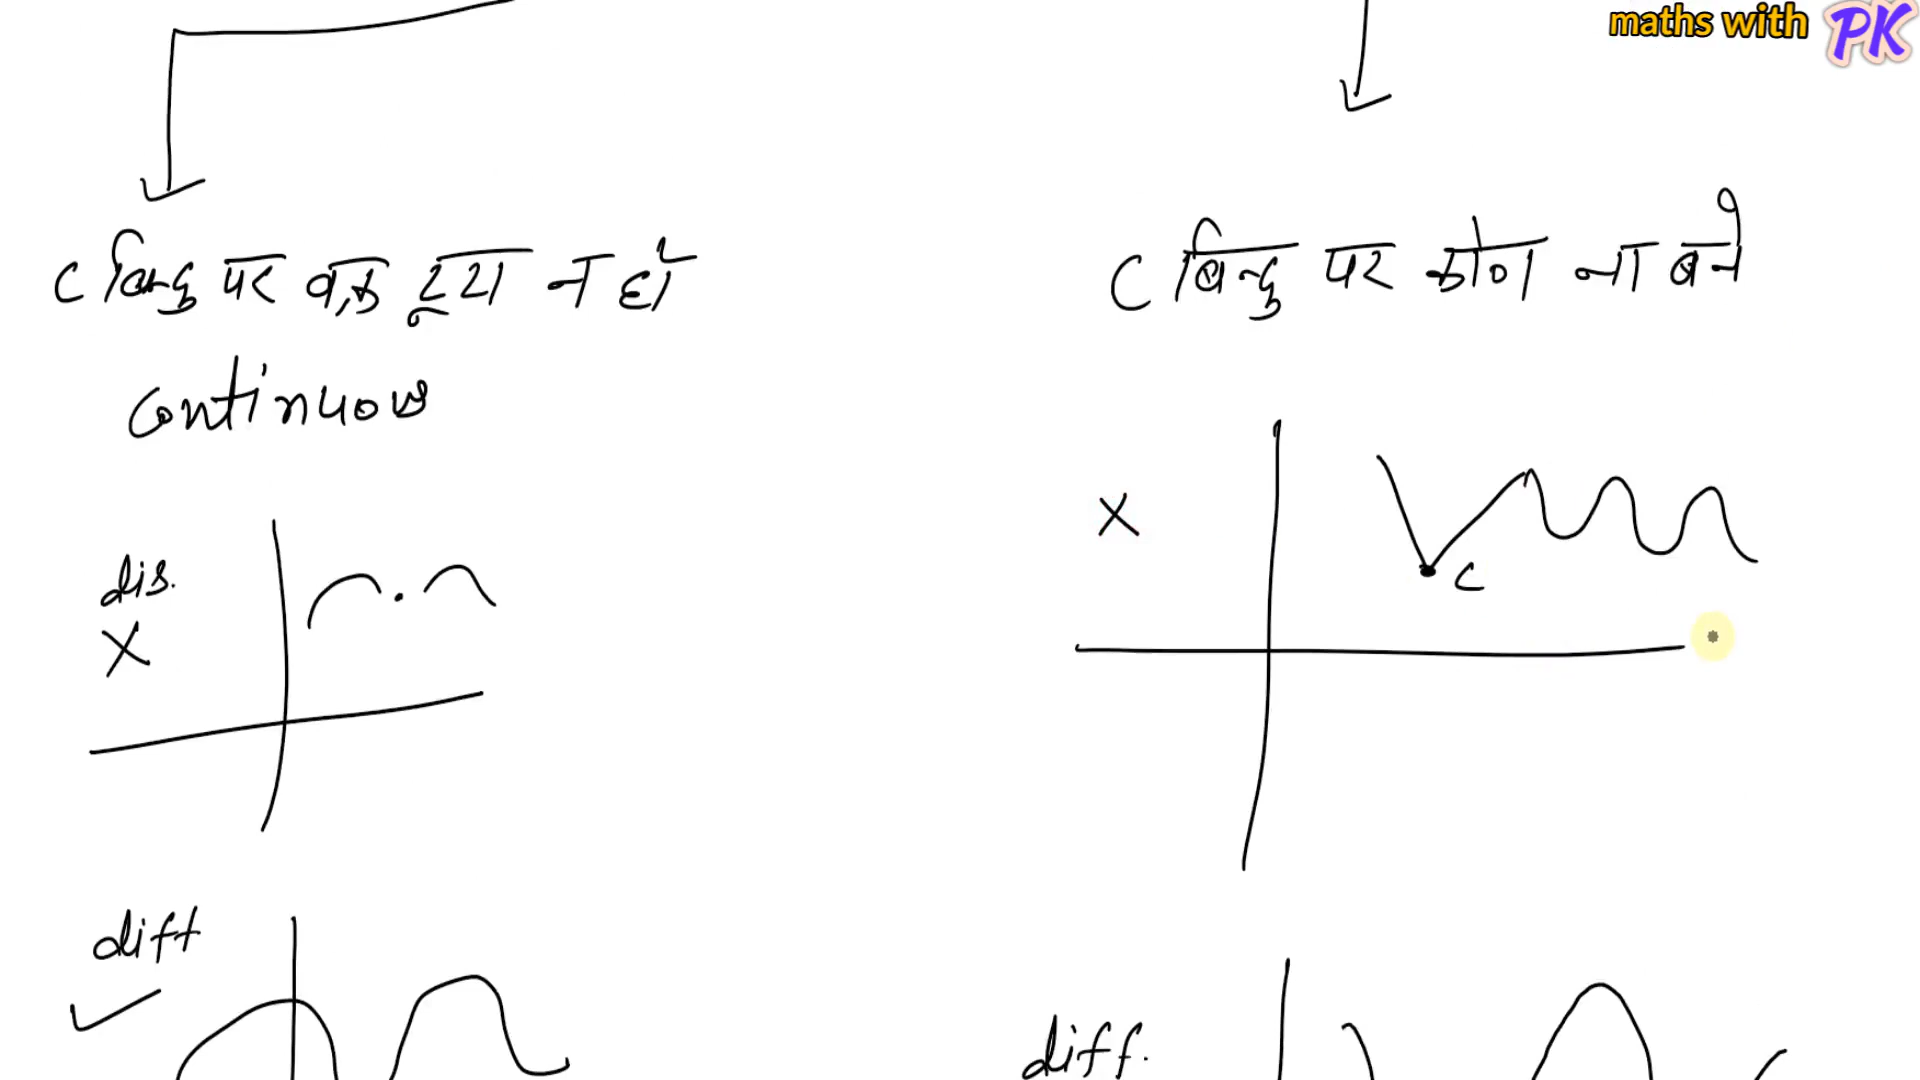 maths with PK
C बिन्दु पर वक्र टूटा न हो
continuous
C बिन्दु पर कोण ना बने
dis.
X
X
C
diff
diff.